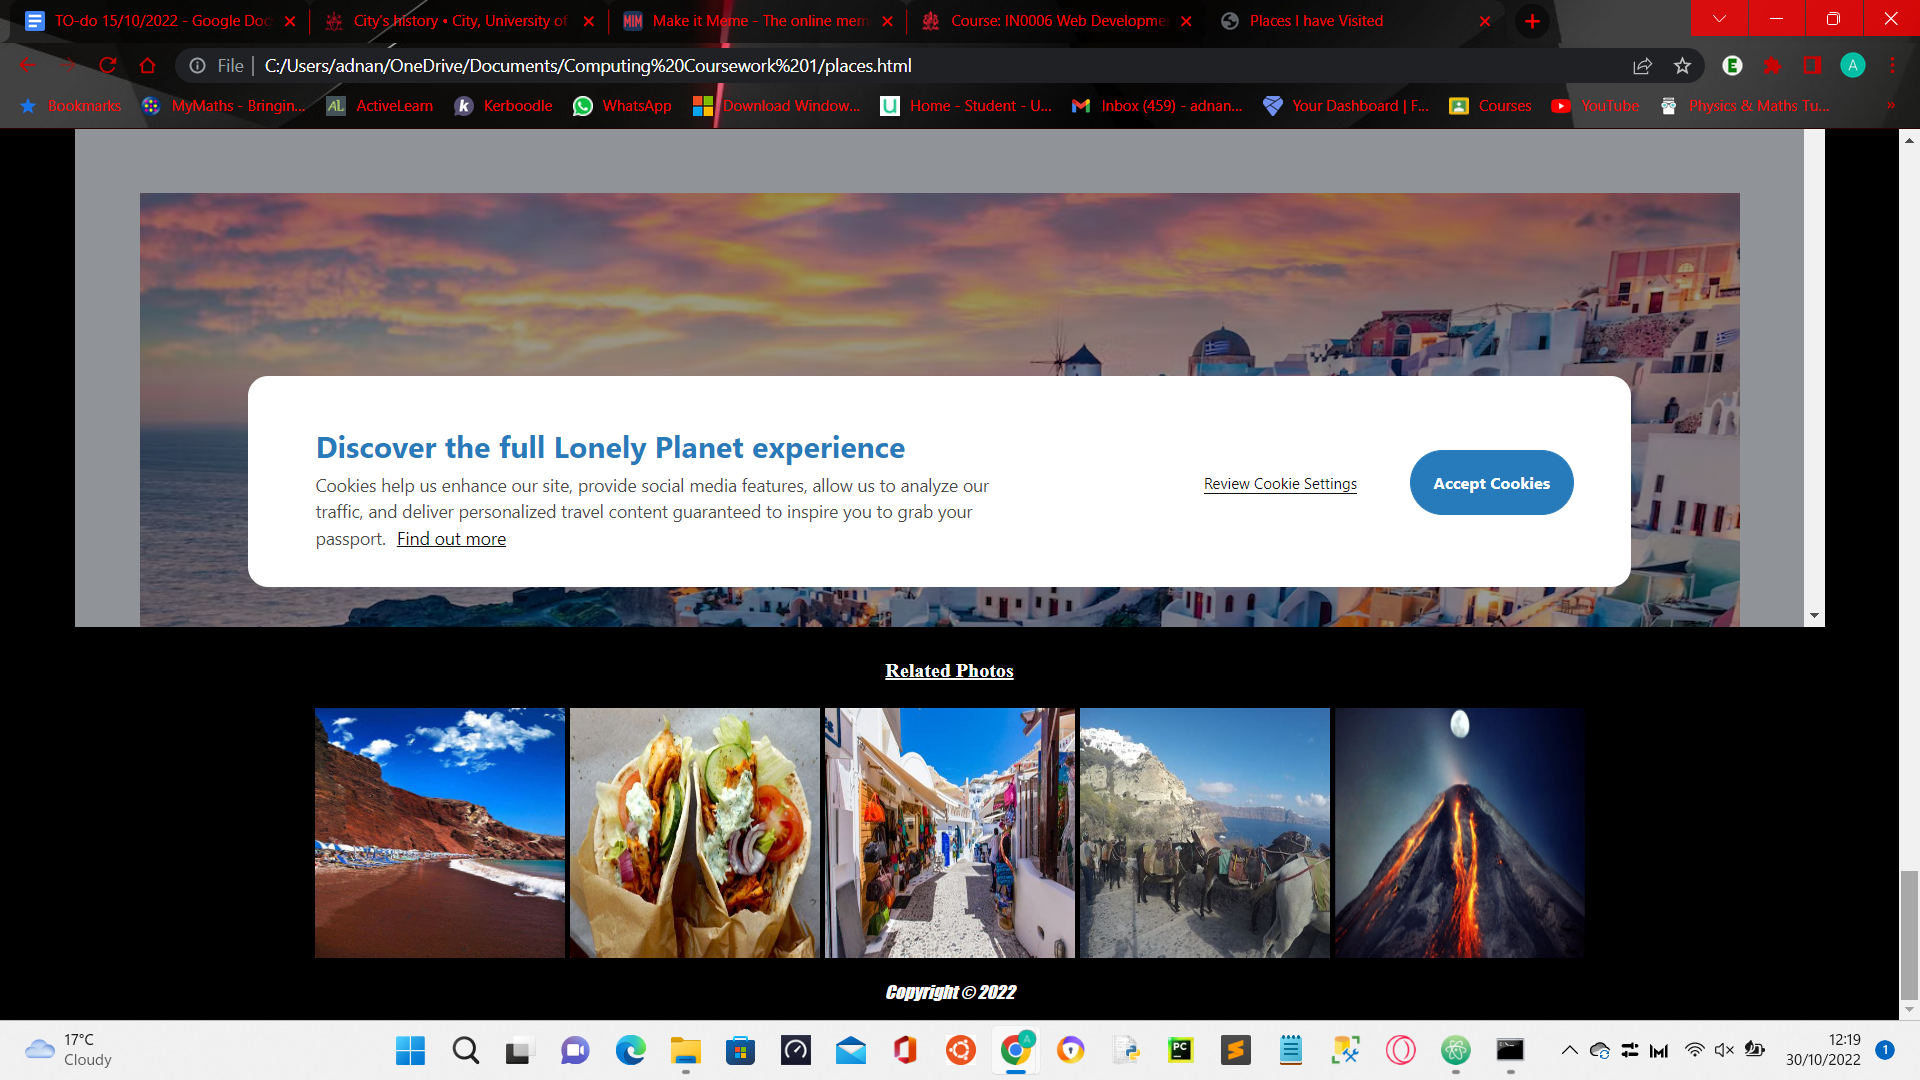 TO-do 15/10/2022 - Google Doc
City's history • City, University of
MIM
Make it Meme - The online mem
Course: IN0006 Web Developme
Places I have Visited
File
C:/Users/adnan/OneDrive/Documents/Computing%20Coursework%201/places.html
E
A
Bookmarks
MyMaths - Bringin...
AL
ActiveLearn
k
Kerboodle
WhatsApp
Download Window...
U
Home - Student - U...
Inbox (459) - adnan...
Your Dashboard | F...
Courses
YouTube
Physics & Maths Tu...
»
Discover the full Lonely Planet experience
Cookies help us enhance our site, provide social media features, allow us to analyze our
traffic, and deliver personalized travel content guaranteed to inspire you to grab your
passport. Find out more
Review Cookie Settings
Accept Cookies
Related Photos
Copyright © 2022
17°C
Cloudy
A
PC
12:19
30/10/2022
1